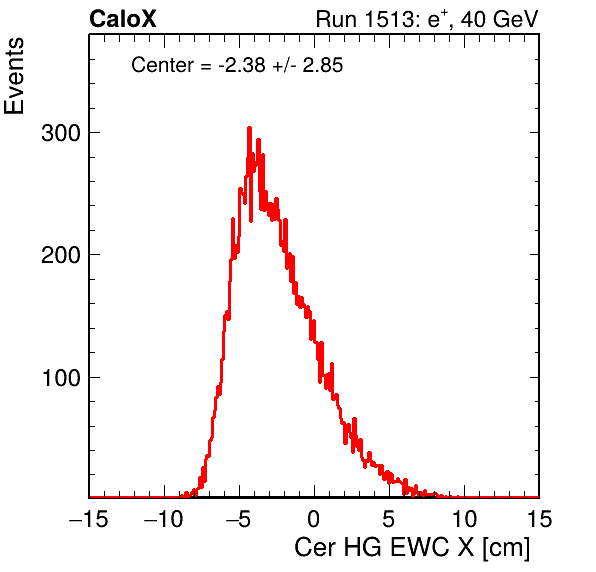 CaloX Run 1513: e⁺, 40 GeV
Center = -2.38 +/- 2.85
Events
300
200
100
−15 −10 −5 0 5 10 15
Cer HG EWC X [cm]